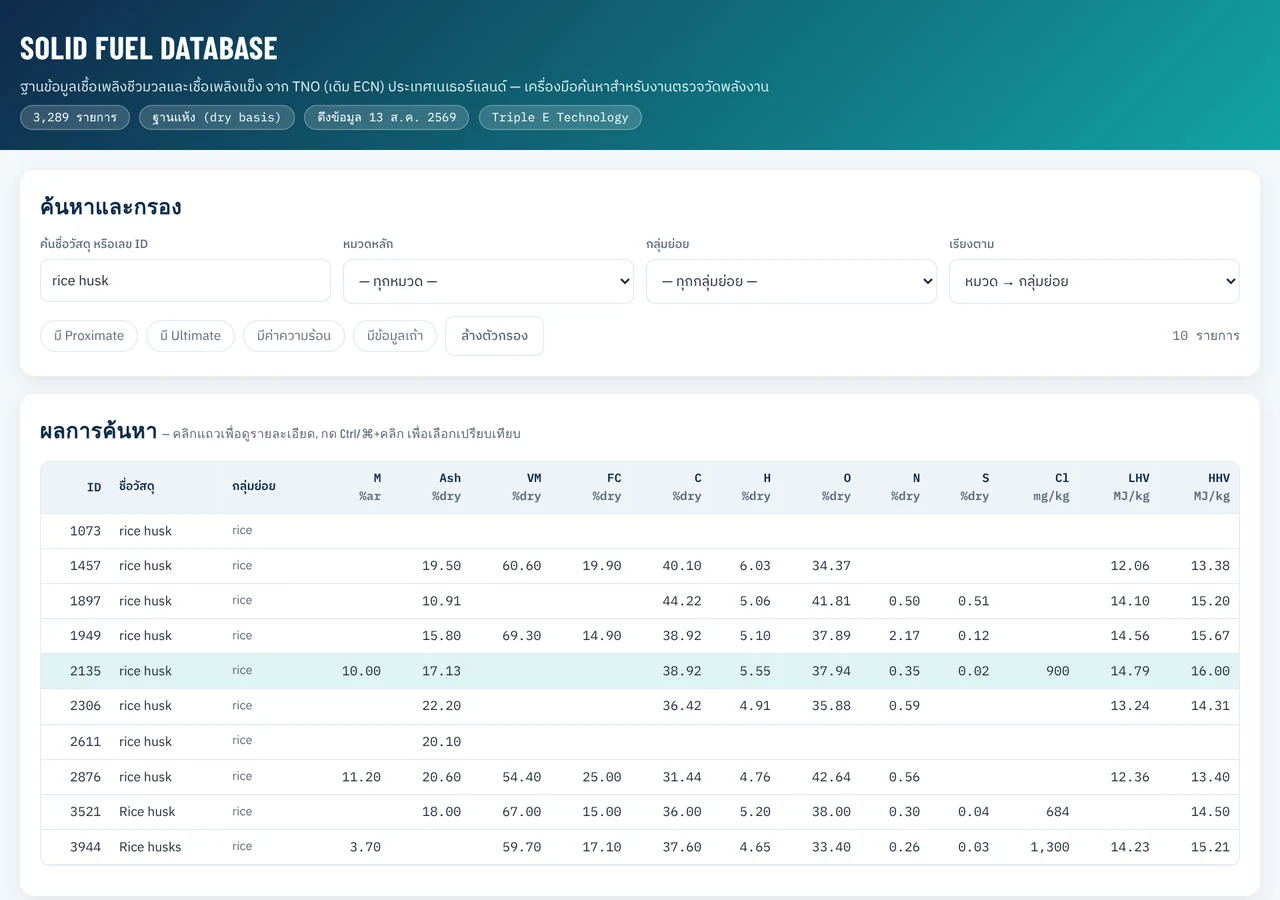 SOLID FUEL DATABASE
ฐานข้อมูลเชื้อเพลิงชีวมวลและเชื้อเพลิงแข็ง จาก TNO (เดิม ECN) ประเทศเนเธอร์แลนด์ — เครื่องมือค้นหาสำหรับงานตรวจวัดพลังงาน
3,289 รายการ ฐานแห้ง (dry basis) ดึงข้อมูล 13 ส.ค. 2569 Triple E Technology
ค้นหาและกรอง
ค้นชื่อวัสดุ หรือเลข ID หมวดหลัก กลุ่มย่อย เรียงตาม
rice husk — ทุกหมวด — — ทุกกลุ่มย่อย — หมวด → กลุ่มย่อย
มี Proximate มี Ultimate มีค่าความร้อน มีข้อมูลเถ้า ล้างตัวกรอง 10 รายการ
ผลการค้นหา – คลิกแถวเพื่อดูรายละเอียด, กด Ctrl/⌘+คลิก เพื่อเลือกเปรียบเทียบ
ID ชื่อวัสดุ กลุ่มย่อย M Ash VM FC C H O N S Cl LHV HHV
%ar %dry %dry %dry %dry %dry %dry %dry %dry mg/kg MJ/kg MJ/kg
1073 rice husk rice
1457 rice husk rice 19.50 60.60 19.90 40.10 6.03 34.37 12.06 13.38
1897 rice husk rice 10.91 44.22 5.06 41.81 0.50 0.51 14.10 15.20
1949 rice husk rice 15.80 69.30 14.90 38.92 5.10 37.89 2.17 0.12 14.56 15.67
2135 rice husk rice 10.00 17.13 38.92 5.55 37.94 0.35 0.02 900 14.79 16.00
2306 rice husk rice 22.20 36.42 4.91 35.88 0.59 13.24 14.31
2611 rice husk rice 20.10
2876 rice husk rice 11.20 20.60 54.40 25.00 31.44 4.76 42.64 0.56 12.36 13.40
3521 Rice husk rice 18.00 67.00 15.00 36.00 5.20 38.00 0.30 0.04 684 14.50
3944 Rice husks rice 3.70 59.70 17.10 37.60 4.65 33.40 0.26 0.03 1,300 14.23 15.21